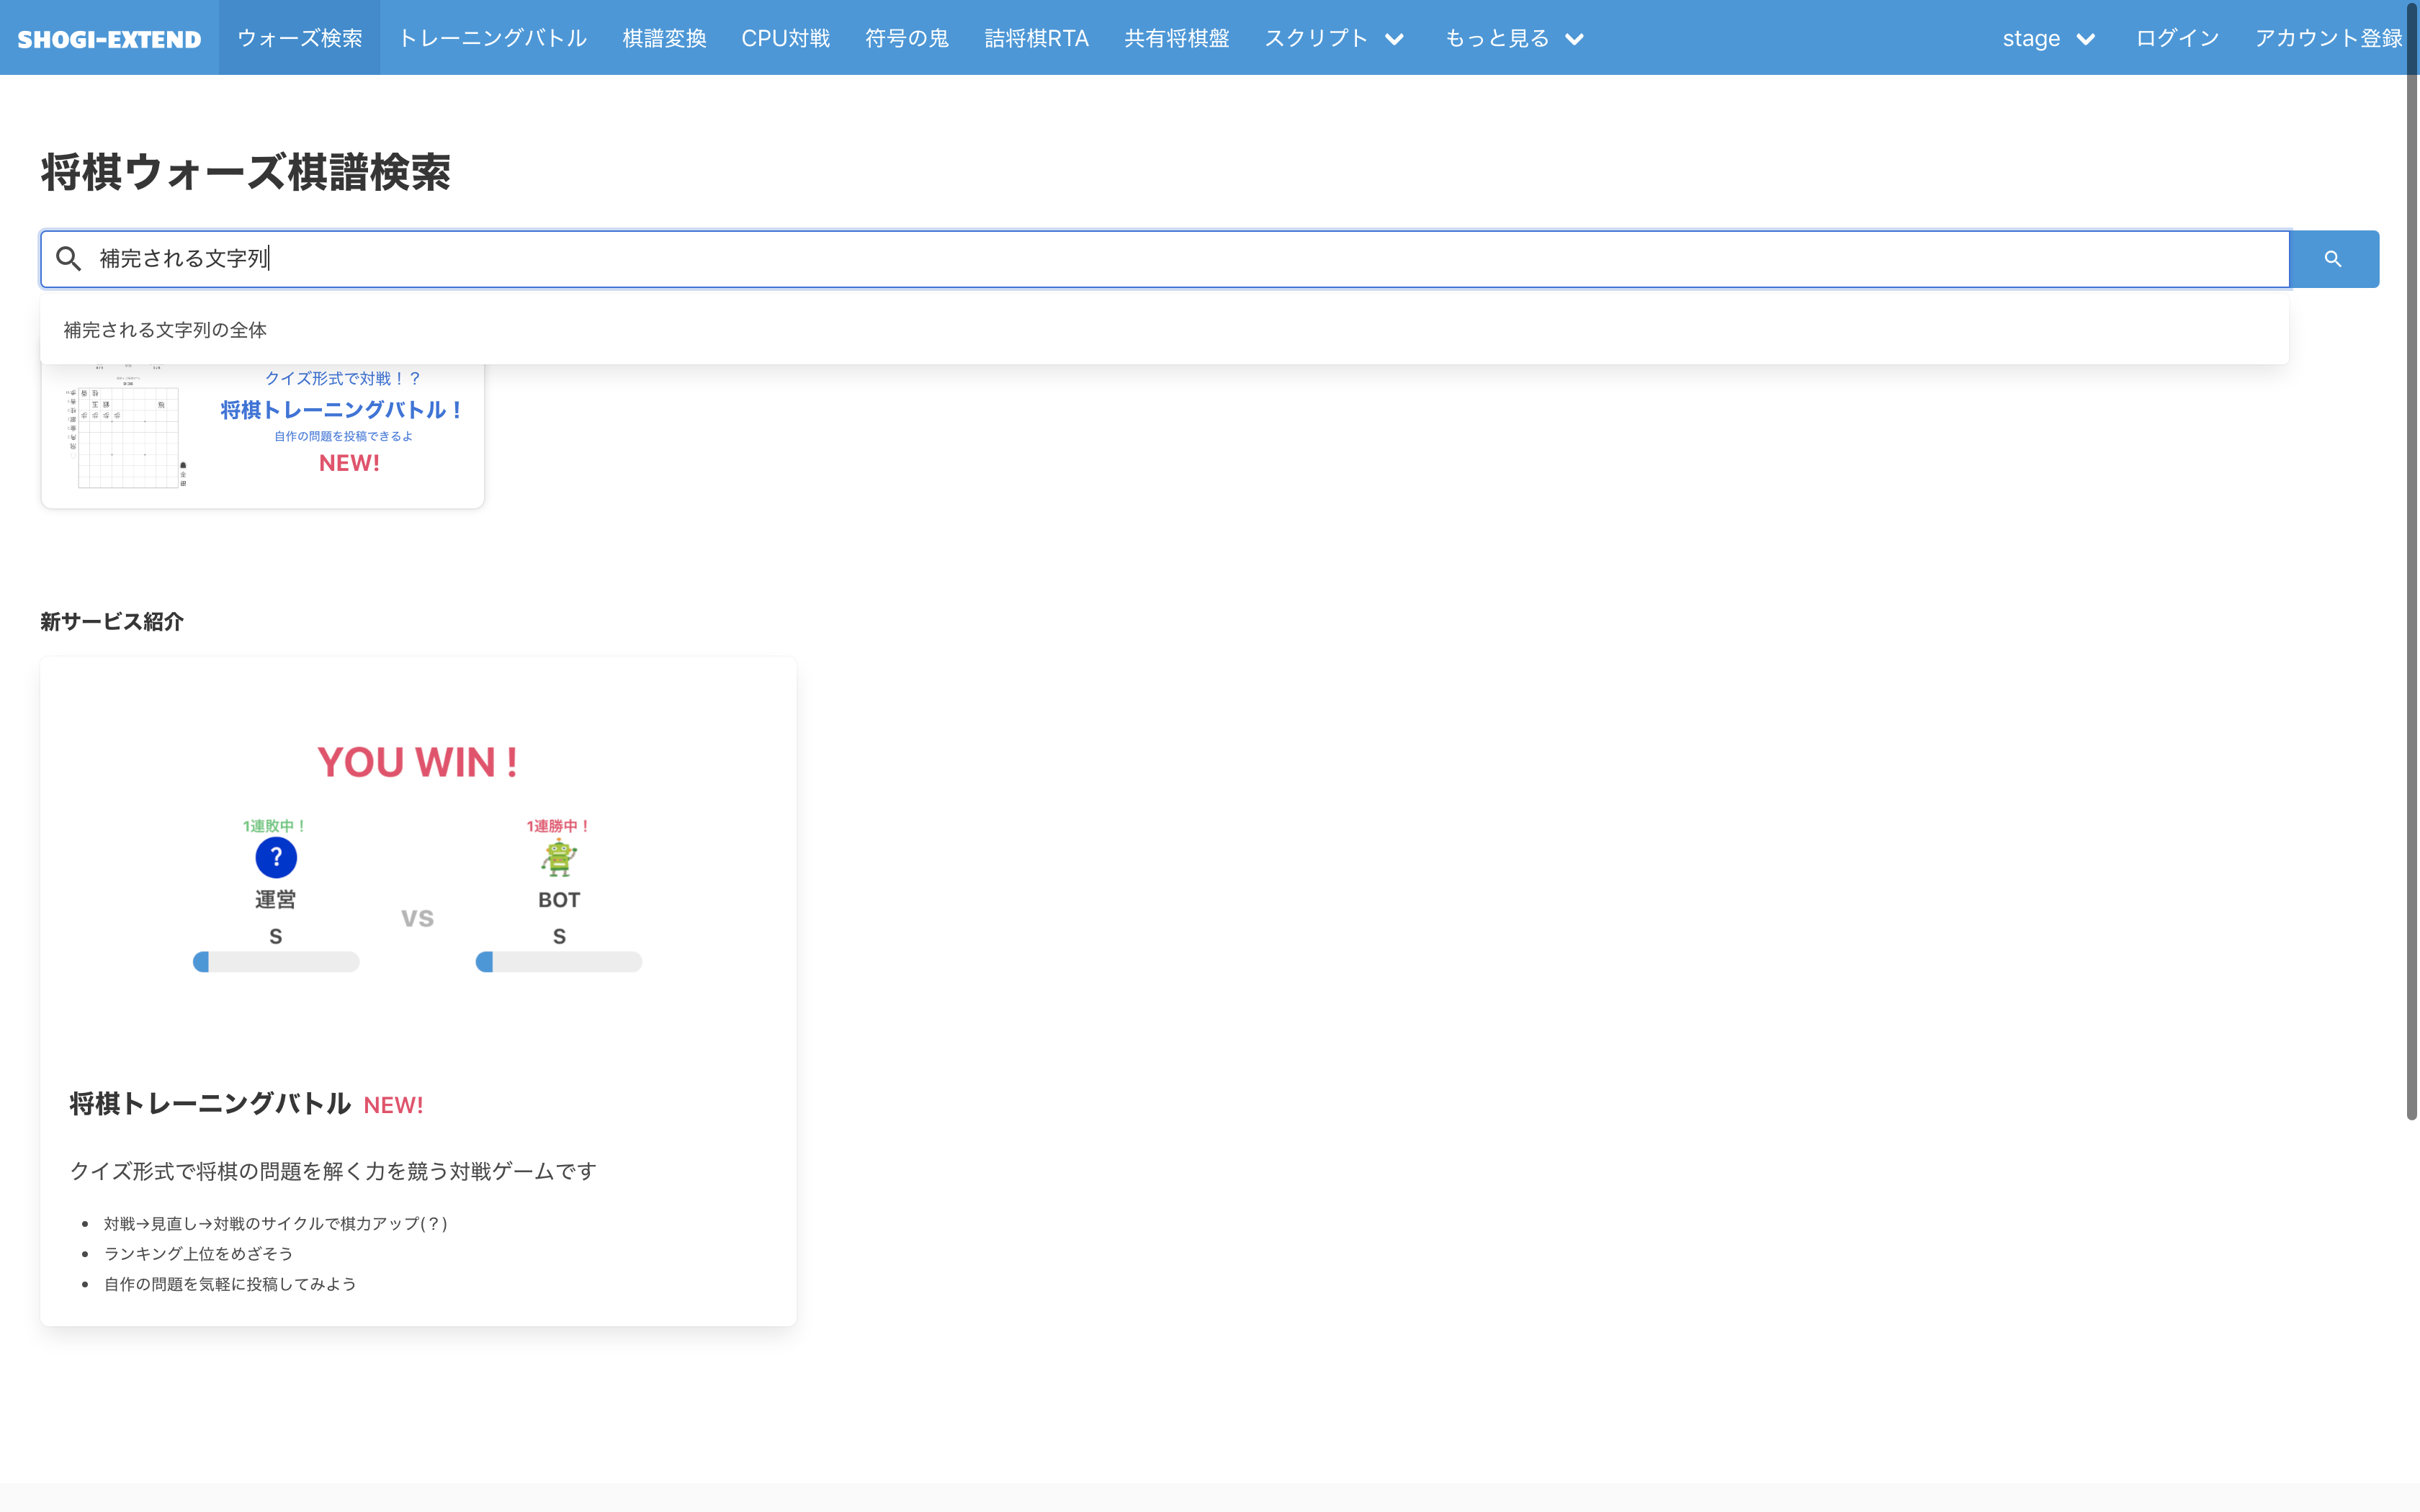 SHOGI-EXTEND ウォーズ検索 トレーニングバトル 棋譜変換 CPU対戦 符号の鬼 詰将棋RTA 共有将棋盤 スクリプト もっと見る stage ログイン アカウント登録
将棋ウォーズ棋譜検索
補完される文字列
補完される文字列の全体
クイズ形式で対戦！？
将棋トレーニングバトル！
自作の問題を投稿できるよ
NEW!
新サービス紹介
YOU WIN !
1連敗中！ 1連勝中！
?
運営 BOT
vs
S S
将棋トレーニングバトル NEW!
クイズ形式で将棋の問題を解く力を競う対戦ゲームです
• 対戦→見直し→対戦のサイクルで棋力アップ(？)
• ランキング上位をめざそう
• 自作の問題を気軽に投稿してみよう